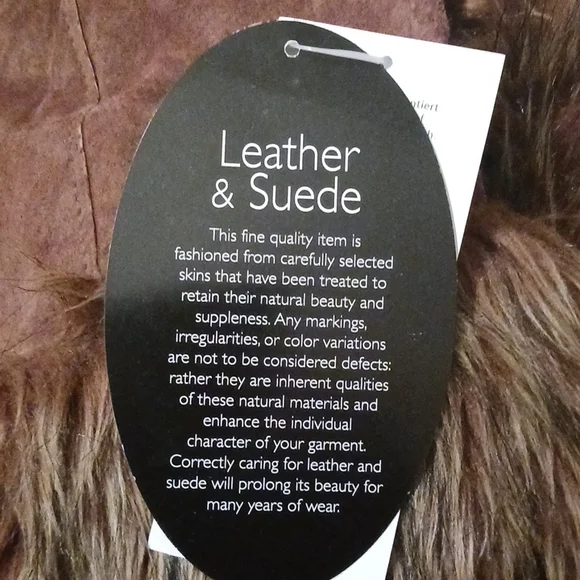 Leather
& Suede
This fine quality item is
fashioned from carefully selected
skins that have been treated to
retain their natural beauty and
suppleness. Any markings,
irregularities, or color variations
are not to be considered defects:
rather they are inherent qualities
of these natural materials and
enhance the individual
character of your garment.
Correctly caring for leather and
suede will prolong its beauty for
many years of wear.